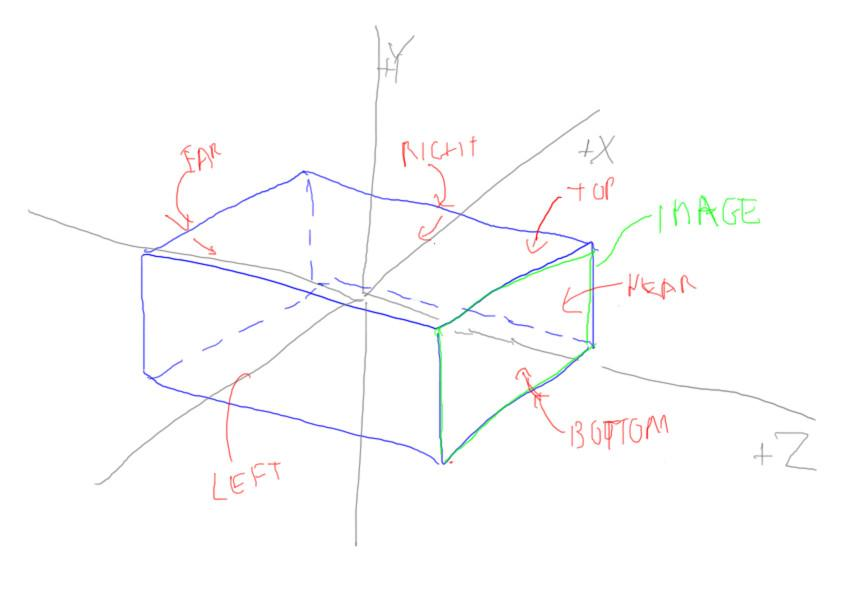 +Y
FAR
RIGHT
+X
TOP
IMAGE
NEAR
BOTTOM
+Z
LEFT